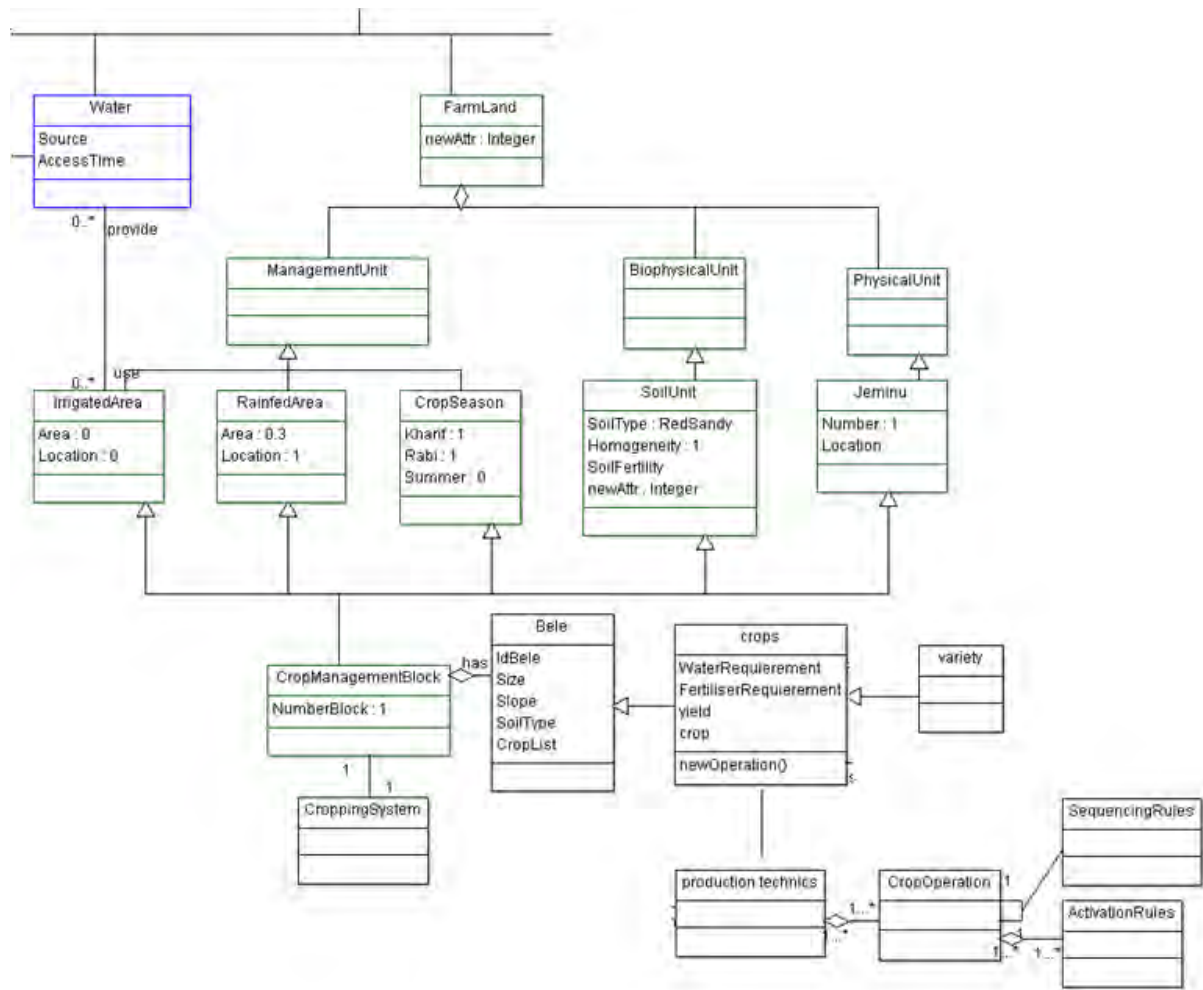 Water
Source
AccessTime
FarmLand
newAttr : Integer
0..*
provide
ManagementUnit
BiophysicalUnit
PhysicalUnit
0..*
use
IrrigatedArea
Area : 0
Location : 0
RainfedArea
Area : 0.3
Location : 1
CropSeason
Kharif : 1
Rabi : 1
Summer : 0
SoilUnit
SoilType : RedSandy
Homogeneity : 1
SoilFertility
newAttr : Integer
Jeminu
Number : 1
Location
CropManagementBlock
NumberBlock : 1
has
Bele
IdBele
Size
Slope
SoilType
CropList
crops
WaterRequierement
FertiliserRequierement
yield
crop
newOperation()
variety
1
1
CroppingSystem
production technics
1...*
CropOperation
1
SequencingRules
ActivationRules
1...*
1...*